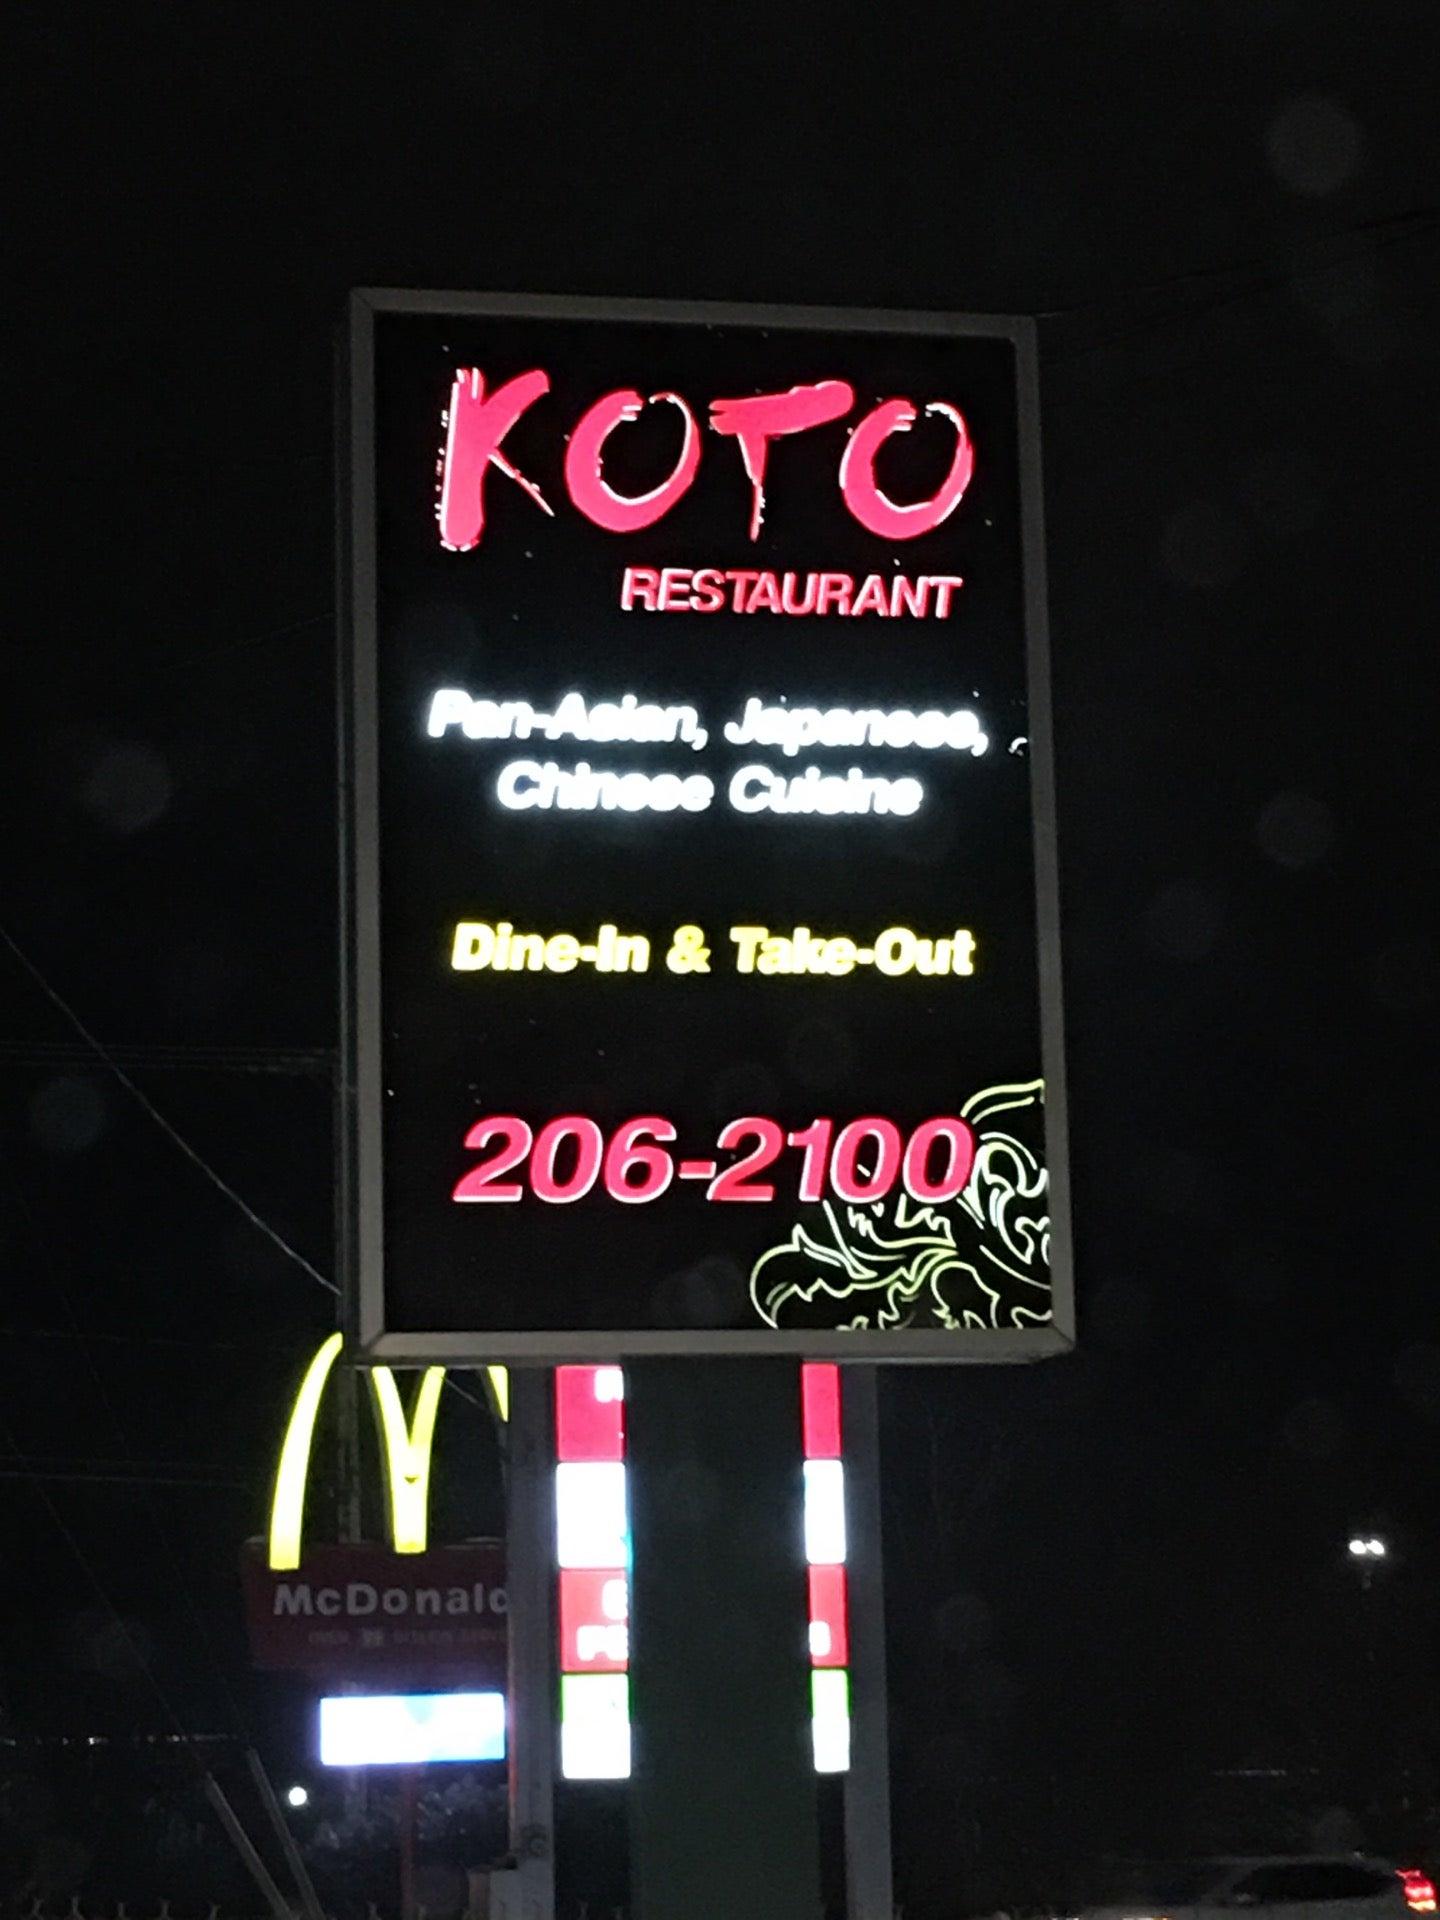 KOTO
RESTAURANT
Pan-Asian, Japanese,
Chinese Cuisine
Dine-In & Take-Out
206-2100
McDonald